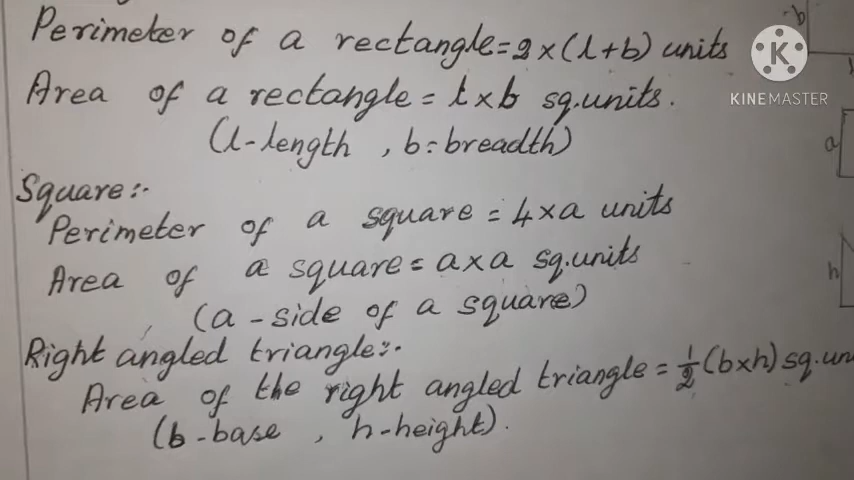 b
Perimeter of a rectangle = 2 × (l+b) units
K
KINEMASTER
Area of a rectangle = l × b sq.units.
(l-length , b = breadth)
a
Square:-
Perimeter of a square = 4 × a units
Area of a square = a × a sq.units
h
(a - side of a square)
Right angled triangle:-
Area of the right angled triangle = 1/2 (b×h) sq.un
(b-base , h-height).